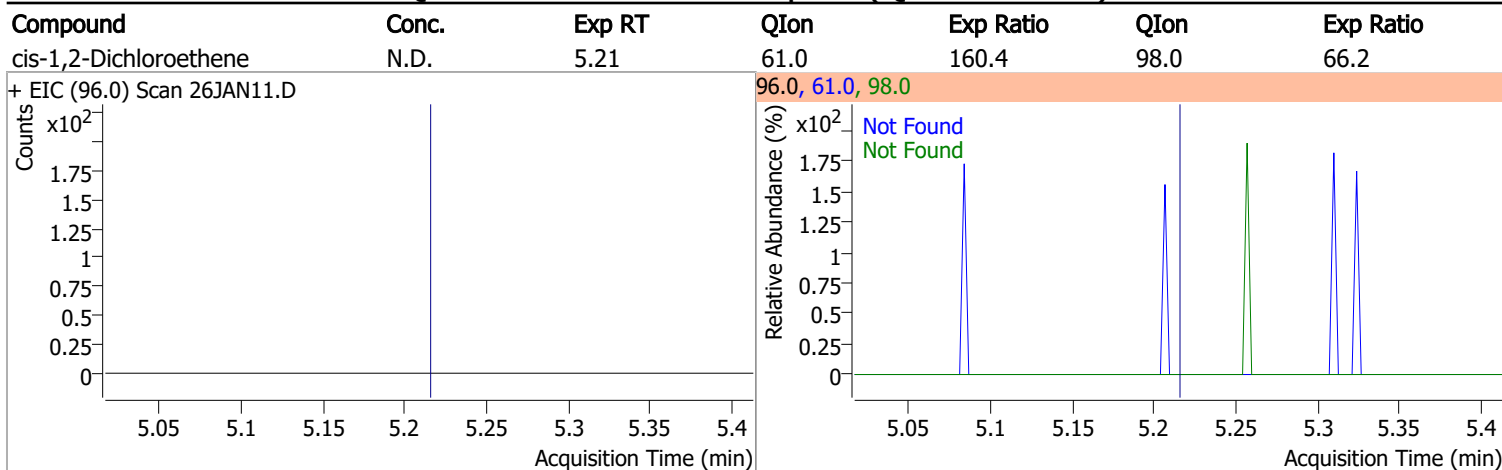 Compound Conc. Exp RT QIon Exp Ratio QIon Exp Ratio
cis-1,2-Dichloroethene N.D. 5.21 61.0 160.4 98.0 66.2
+ EIC (96.0) Scan 26JAN11.D
Counts
x10²
1.75
1.5
1.25
1
0.75
0.5
0.25
0
5.05 5.1 5.15 5.2 5.25 5.3 5.35 5.4
Acquisition Time (min)
96.0, 61.0, 98.0
Relative Abundance (%)
x10²
Not Found
Not Found
1.75
1.5
1.25
1
0.75
0.5
0.25
0
5.05 5.1 5.15 5.2 5.25 5.3 5.35 5.4
Acquisition Time (min)